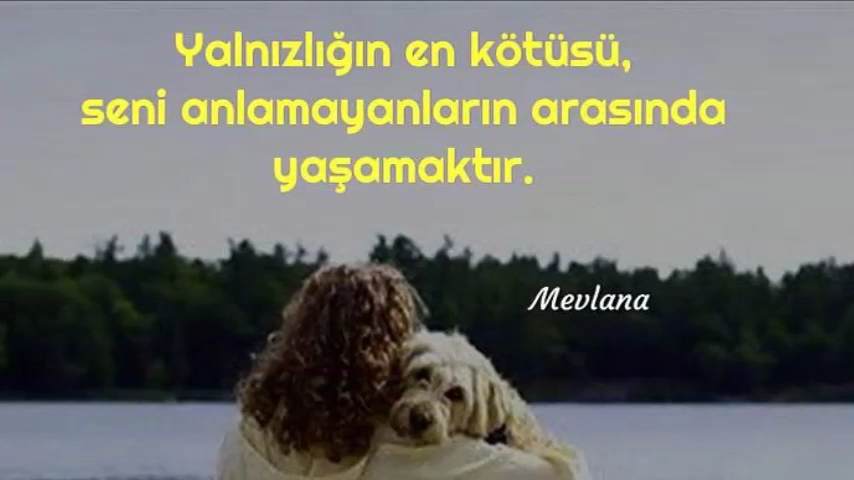 Yalnızlığın en kötüsü,
seni anlamayanların arasında
yaşamaktır.
Mevlana